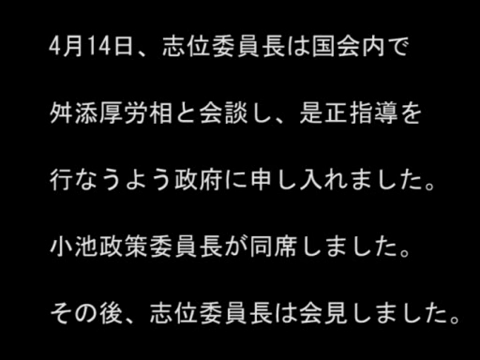 4月14日、志位委員長は国会内で
舛添厚労相と会談し、是正指導を
行なうよう政府に申し入れました。
小池政策委員長が同席しました。
その後、志位委員長は会見しました。